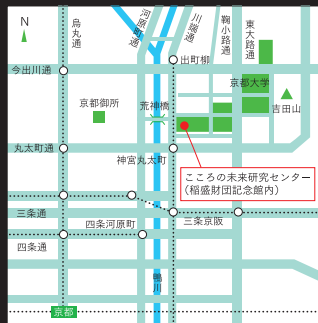 N
烏丸通
河原町通
川端通
鞠小路通
東大路通
今出川通
出町柳
京都大学
京都御所
荒神橋
吉田山
丸太町通
神宮丸太町
こころの未来研究センター
（稲盛財団記念館内）
三条通
四条河原町
三条京阪
四条通
鴨川
京都